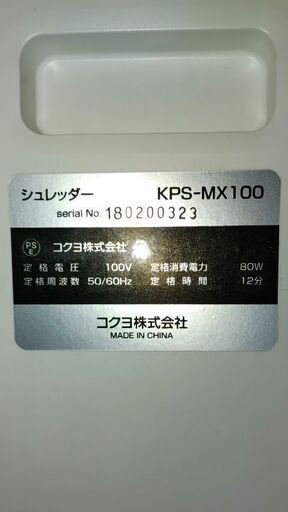 シュレッダー KPS-MX100
serial No. 180200323
PS E コクヨ株式会社
定格電圧 100V 定格消費電力 80W
定格周波数 50/60Hz 定格時間 12分
コクヨ株式会社
MADE IN CHINA